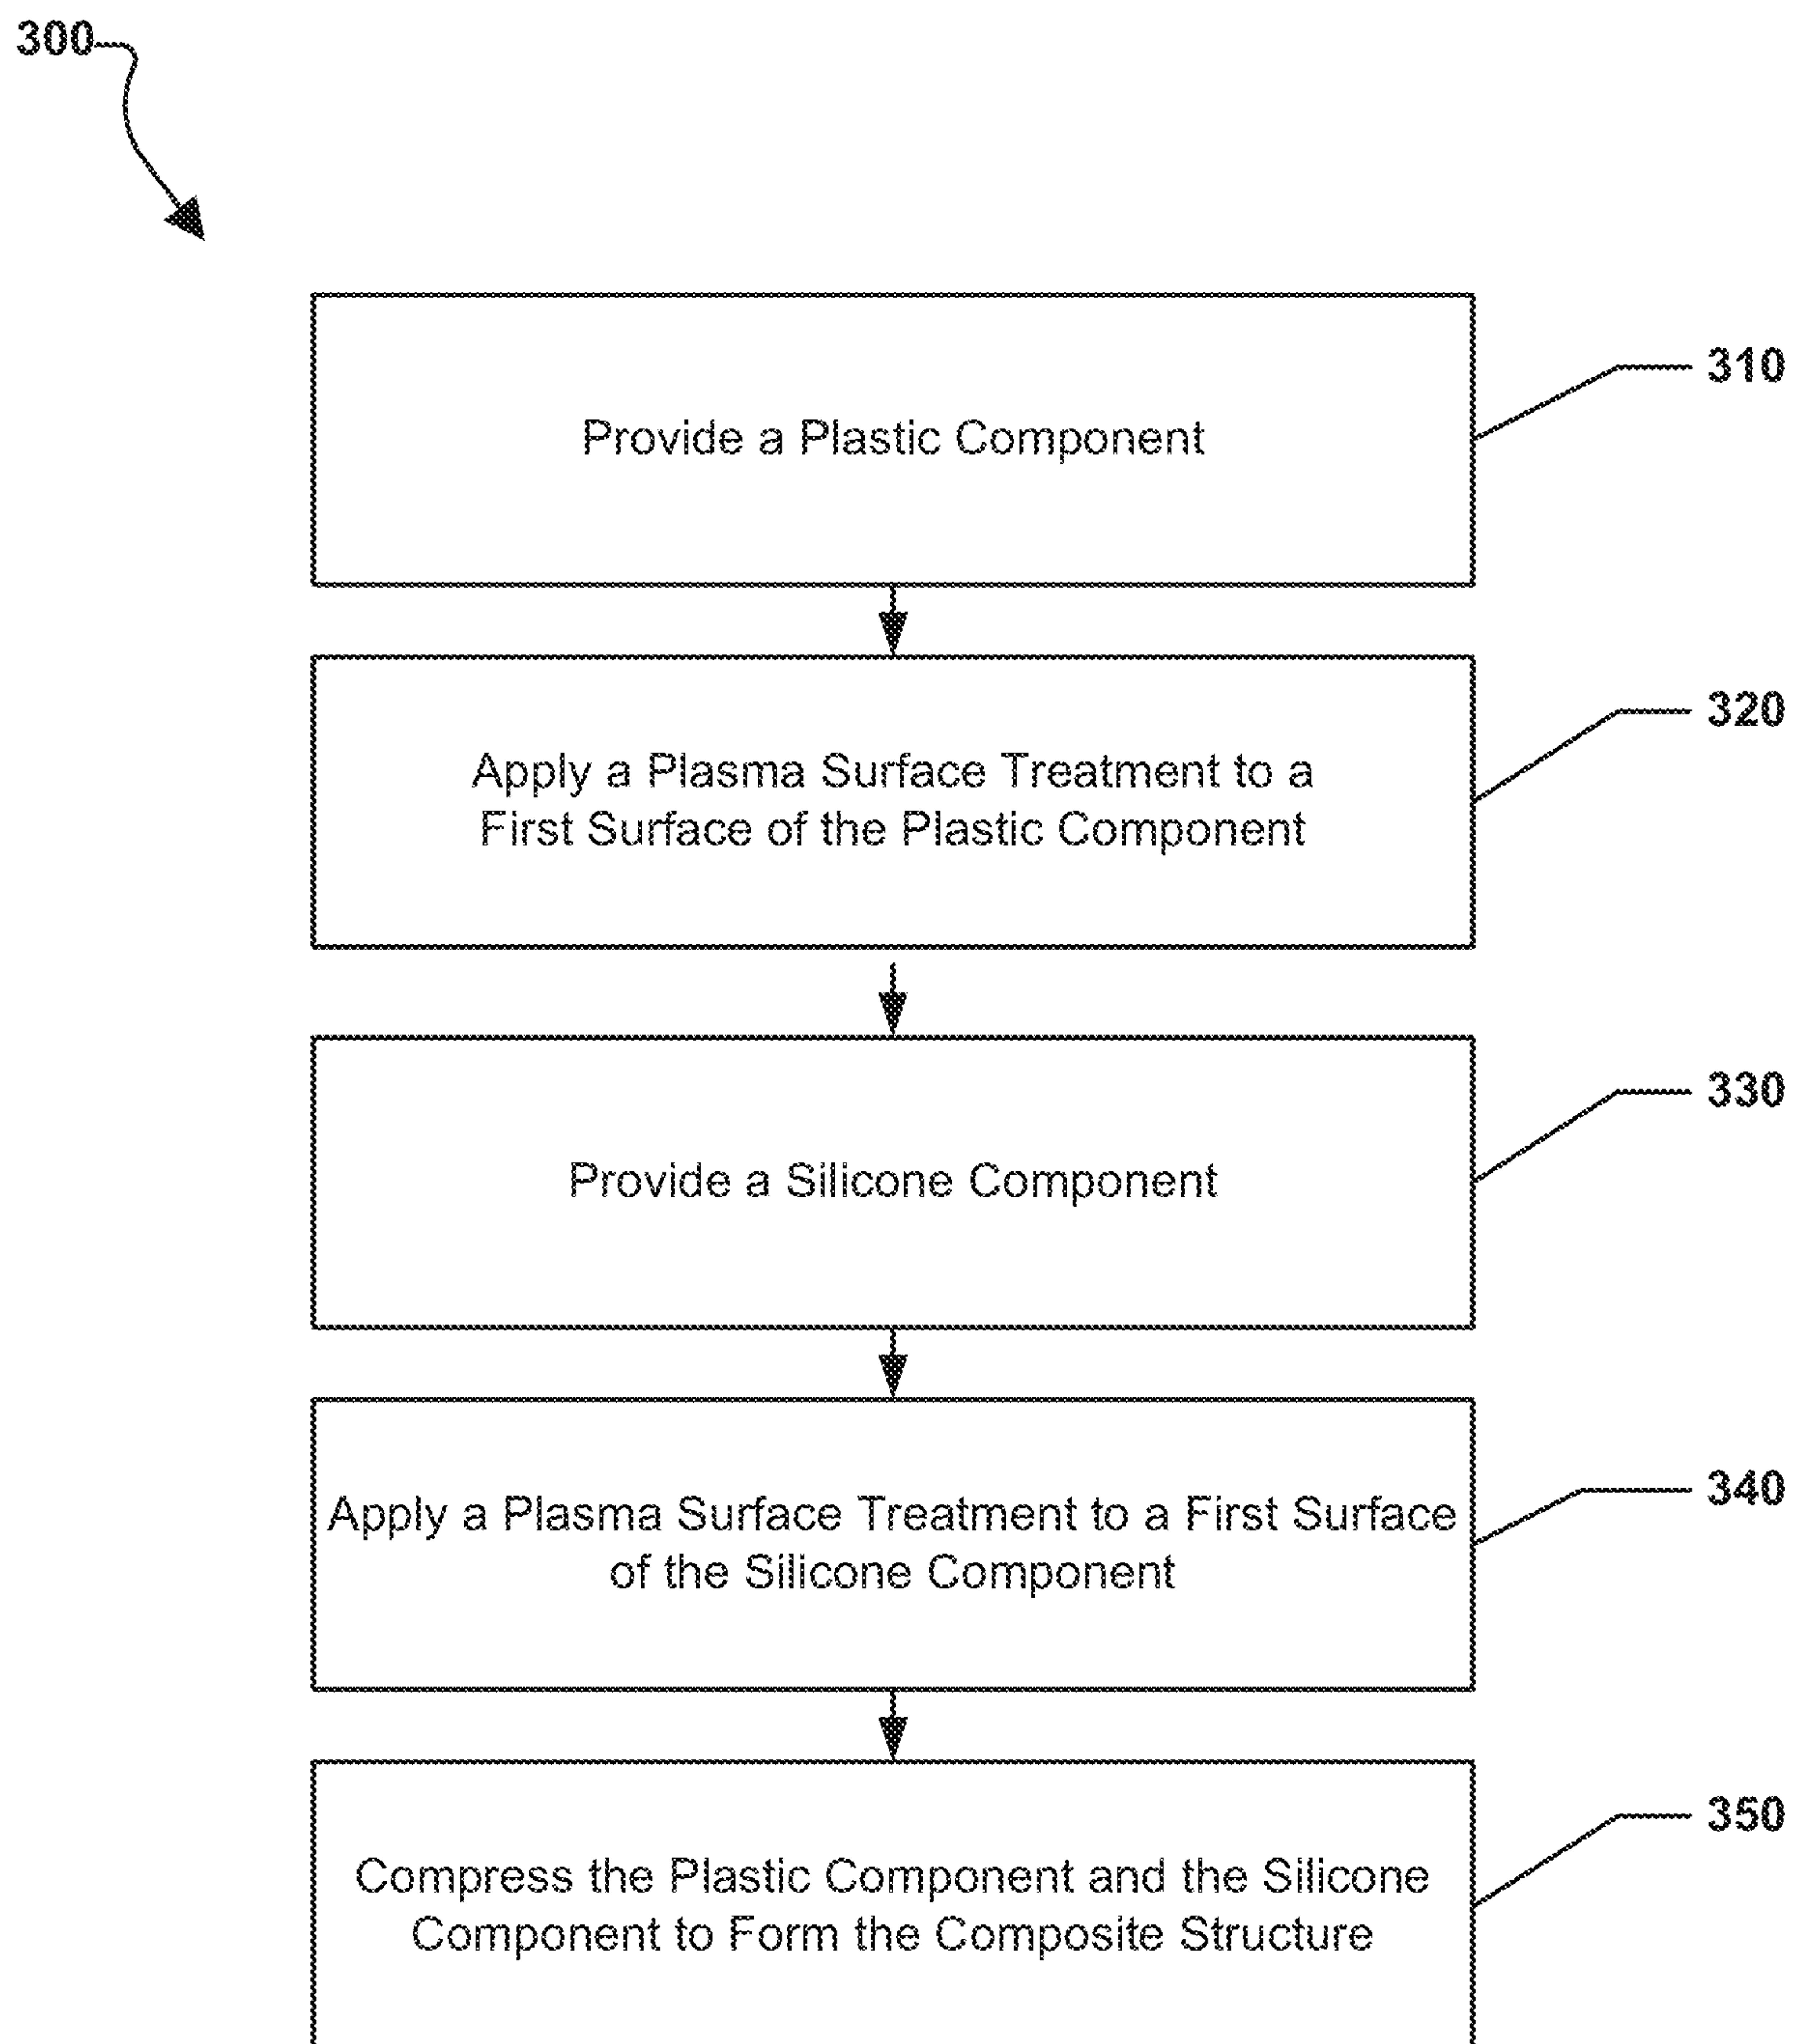 300
Provide a Plastic Component
310
Apply a Plasma Surface Treatment to a
First Surface of the Plastic Component
320
Provide a Silicone Component
330
Apply a Plasma Surface Treatment to a First Surface
of the Silicone Component
340
Compress the Plastic Component and the Silicone
Component to Form the Composite Structure
350